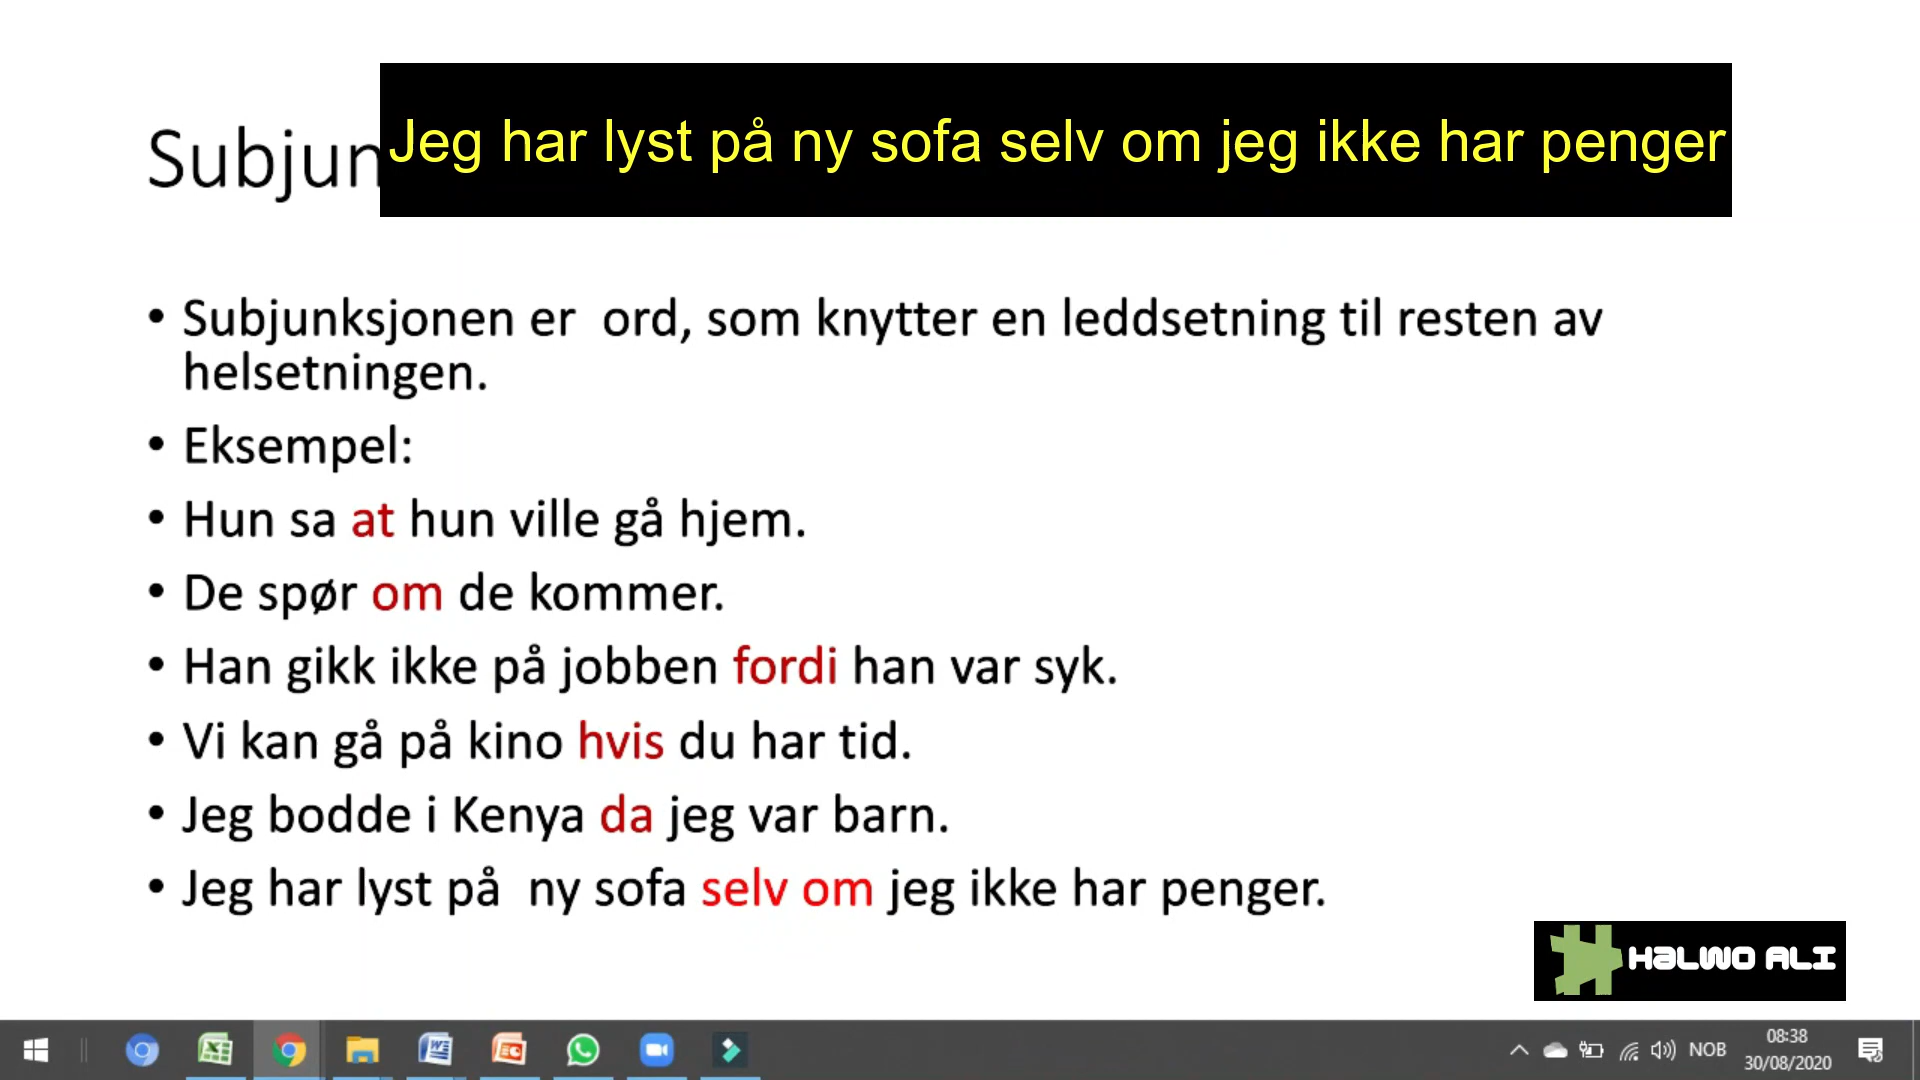 Subjun
Jeg har lyst på ny sofa selv om jeg ikke har penger
• Subjunksjonen er ord, som knytter en leddsetning til resten av
helsetningen.
• Eksempel:
• Hun sa at hun ville gå hjem.
• De spør om de kommer.
• Han gikk ikke på jobben fordi han var syk.
• Vi kan gå på kino hvis du har tid.
• Jeg bodde i Kenya da jeg var barn.
• Jeg har lyst på ny sofa selv om jeg ikke har penger.
HALWO ALI
NOB
08:38
30/08/2020